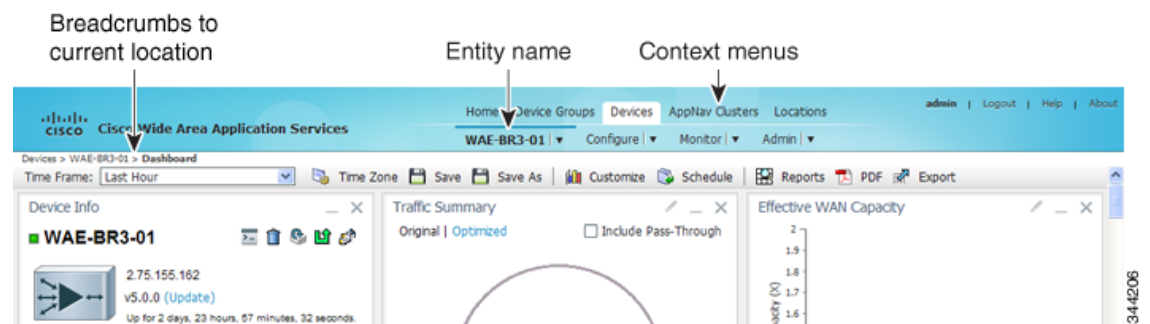 Breadcrumbs to
current location
Entity name
Context menus
Home Device Groups Devices AppNav Clusters Locations
admin | Logout | Help | About
cisco Cisco Wide Area Application Services
WAE-BR3-01 Configure Monitor Admin
Devices > WAE-BR3-01 > Dashboard
Time Frame: Last Hour Time Zone Save Save As Customize Schedule Reports PDF Export
Device Info
WAE-BR3-01
2.75.155.162
v5.0.0 (Update)
Up for 2 days, 23 hours, 57 minutes, 32 seconds.
Traffic Summary
Original | Optimized
Include Pass-Through
Effective WAN Capacity
2
1.9
1.8
1.7
1.6
(X)
344206